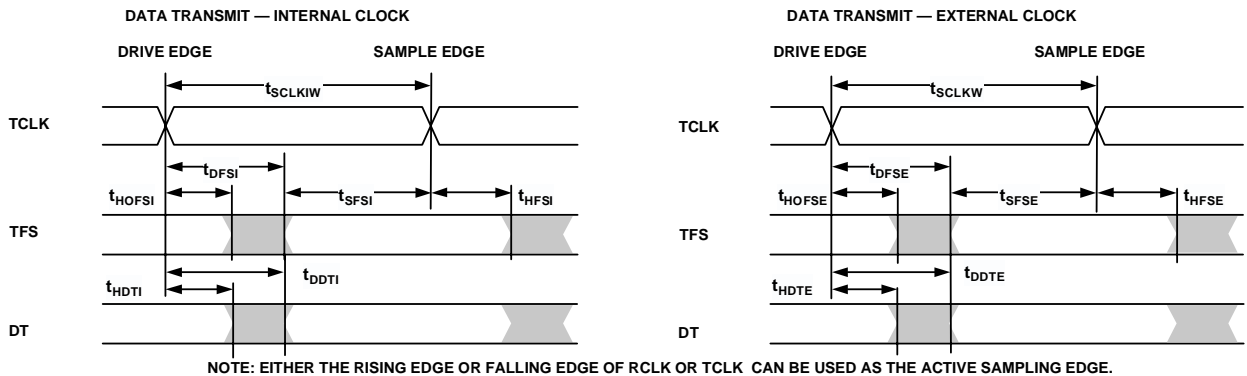 DATA TRANSMIT — INTERNAL CLOCK
DRIVE EDGE
SAMPLE EDGE
tSCLKIW
TCLK
tDFSI
tHOFSI
tSFSI
tHFSI
TFS
tDDTI
tHDTI
DT
DATA TRANSMIT — EXTERNAL CLOCK
DRIVE EDGE
SAMPLE EDGE
tSCLKW
TCLK
tDFSE
tHOFSE
tSFSE
tHFSE
TFS
tDDTE
tHDTE
DT
NOTE: EITHER THE RISING EDGE OR FALLING EDGE OF RCLK OR TCLK CAN BE USED AS THE ACTIVE SAMPLING EDGE.